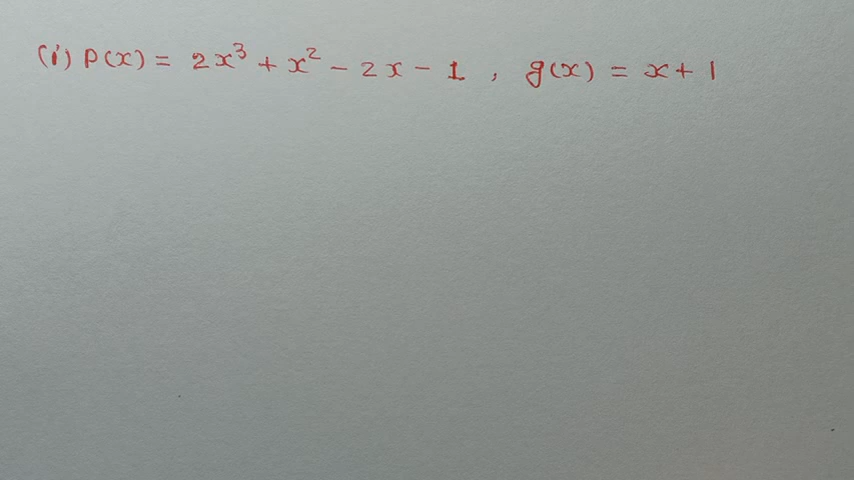 (i) p(x) = 2x³ + x² - 2x - 1 , g(x) = x + 1